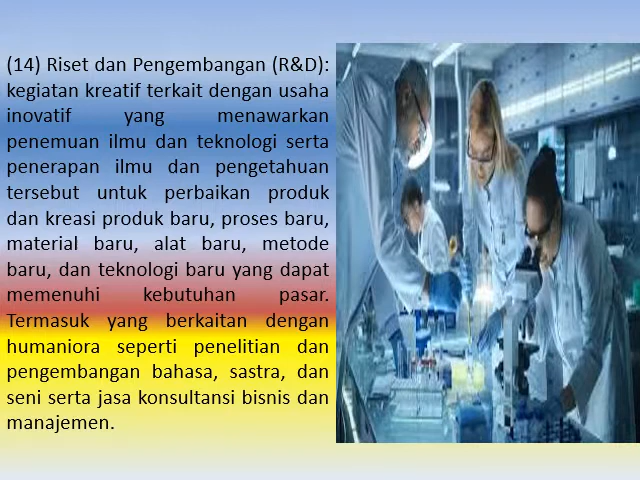 (14) Riset dan Pengembangan (R&D):
kegiatan kreatif terkait dengan usaha
inovatif yang menawarkan
penemuan ilmu dan teknologi serta
penerapan ilmu dan pengetahuan
tersebut untuk perbaikan produk
dan kreasi produk baru, proses baru,
material baru, alat baru, metode
baru, dan teknologi baru yang dapat
memenuhi kebutuhan pasar.
Termasuk yang berkaitan dengan
humaniora seperti penelitian dan
pengembangan bahasa, sastra, dan
seni serta jasa konsultansi bisnis dan
manajemen.